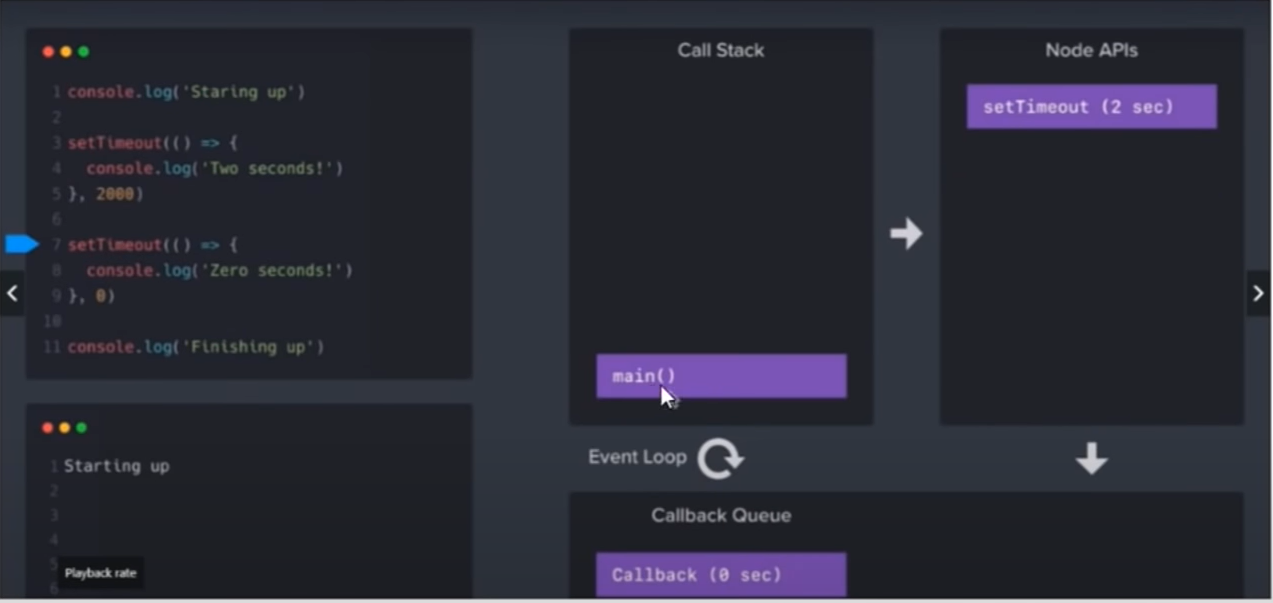 1 console.log('Staring up')
2
3 setTimeout(() => {
4 console.log('Two seconds!')
5 }, 2000)
6
7 setTimeout(() => {
8 console.log('Zero seconds!')
9 }, 0)
10
11 console.log('Finishing up')
1 Starting up
2
3
4
5
Playback rate
6
Call Stack
main()
Node APIs
setTimeout (2 sec)
Event Loop
Callback Queue
Callback (0 sec)